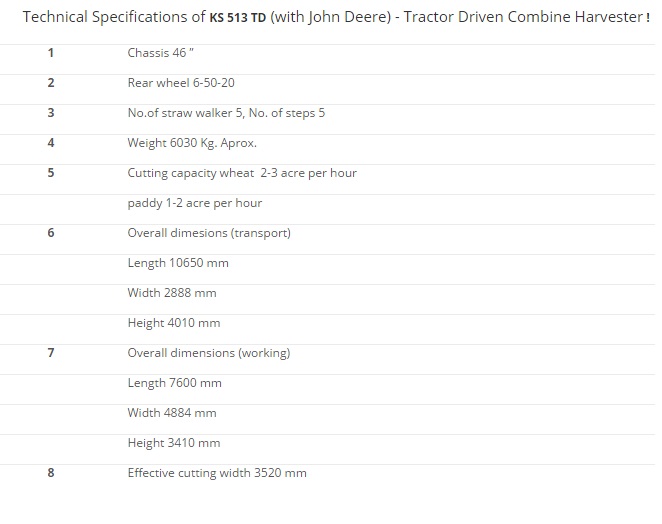 Technical Specifications of KS 513 TD (with John Deere) - Tractor Driven Combine Harvester !
1 Chassis 46 "
2 Rear wheel 6-50-20
3 No.of straw walker 5, No. of steps 5
4 Weight 6030 Kg. Aprox.
5 Cutting capacity wheat 2-3 acre per hour
paddy 1-2 acre per hour
6 Overall dimesions (transport)
Length 10650 mm
Width 2888 mm
Height 4010 mm
7 Overall dimensions (working)
Length 7600 mm
Width 4884 mm
Height 3410 mm
8 Effective cutting width 3520 mm